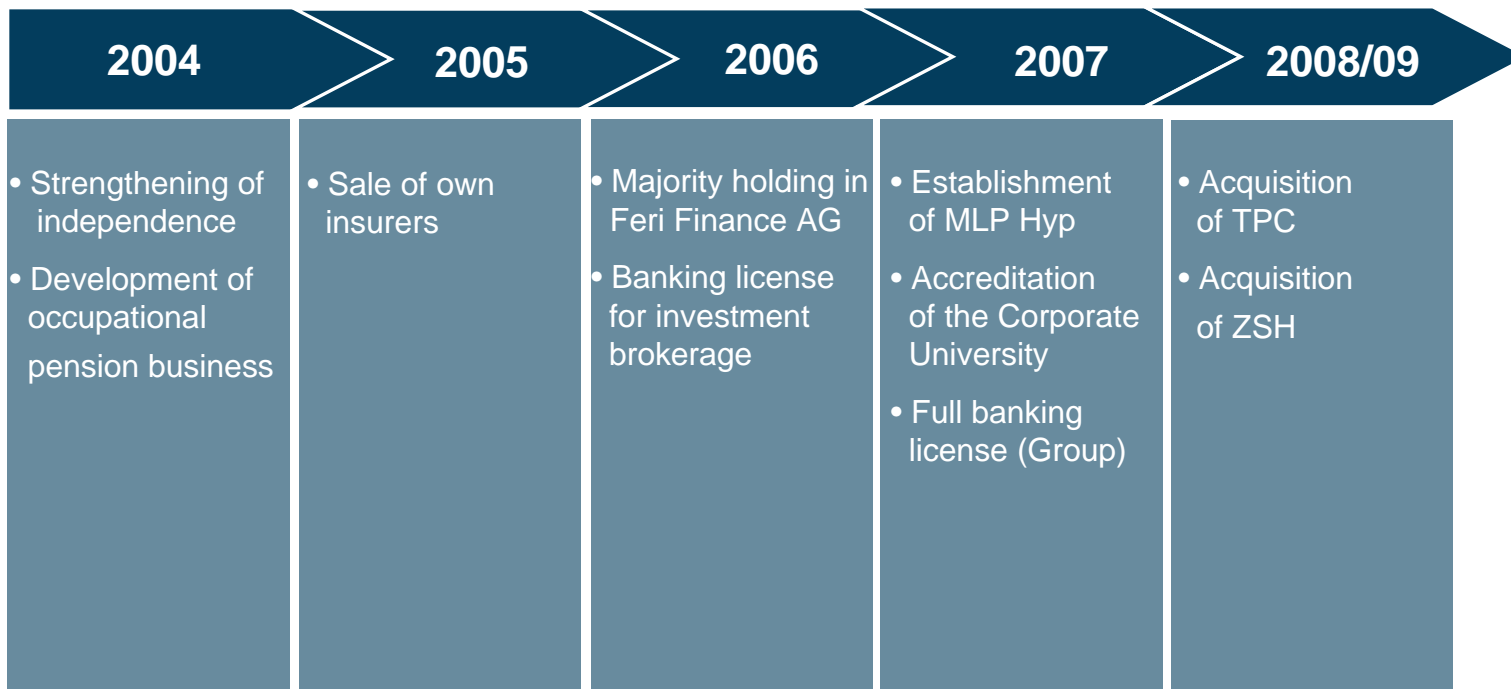 2004
2005
2006
2007
2008/09
• Strengthening of
independence
• Development of
occupational
pension business
• Sale of own
insurers
• Majority holding in
Feri Finance AG
• Banking license
for investment
brokerage
• Establishment
of MLP Hyp
• Accreditation
of the Corporate
University
• Full banking
license (Group)
• Acquisition
of TPC
• Acquisition
of ZSH